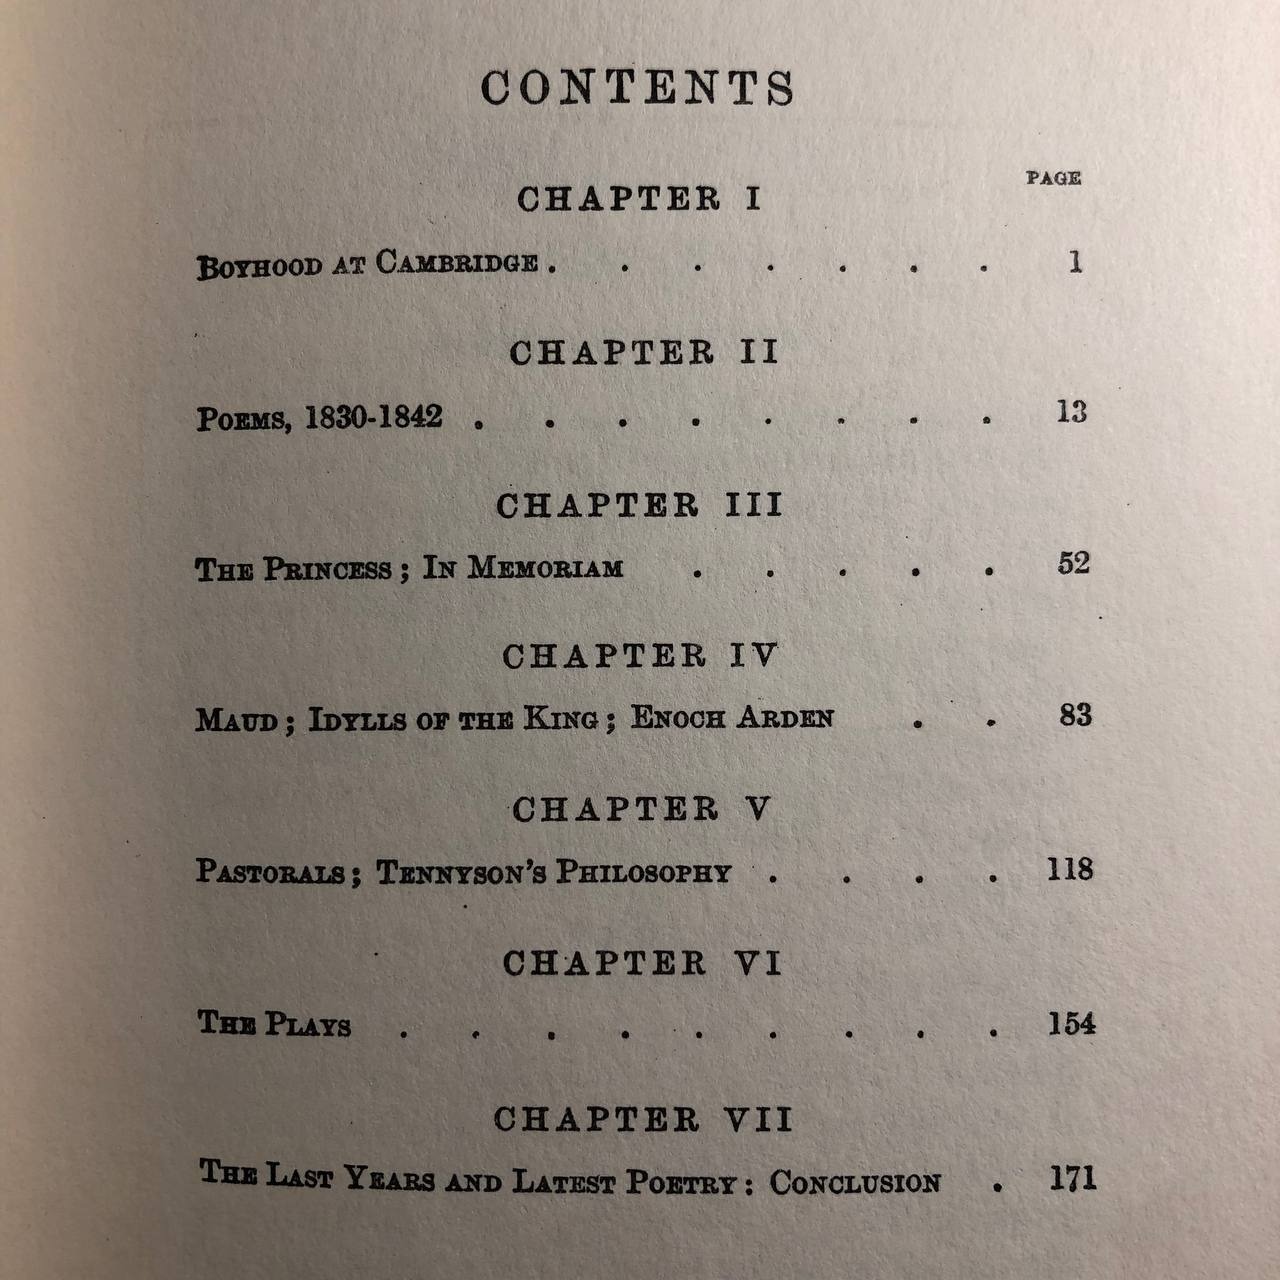 CONTENTS
PAGE
CHAPTER I
Boyhood at Cambridge . . . . . . . 1
CHAPTER II
Poems, 1830-1842 . . . . . . . . 13
CHAPTER III
The Princess; In Memoriam . . . . . 52
CHAPTER IV
Maud; Idylls of the King; Enoch Arden . . 83
CHAPTER V
Pastorals; Tennyson's Philosophy . . . . 118
CHAPTER VI
The Plays . . . . . . . . . 154
CHAPTER VII
The Last Years and Latest Poetry: Conclusion . 171